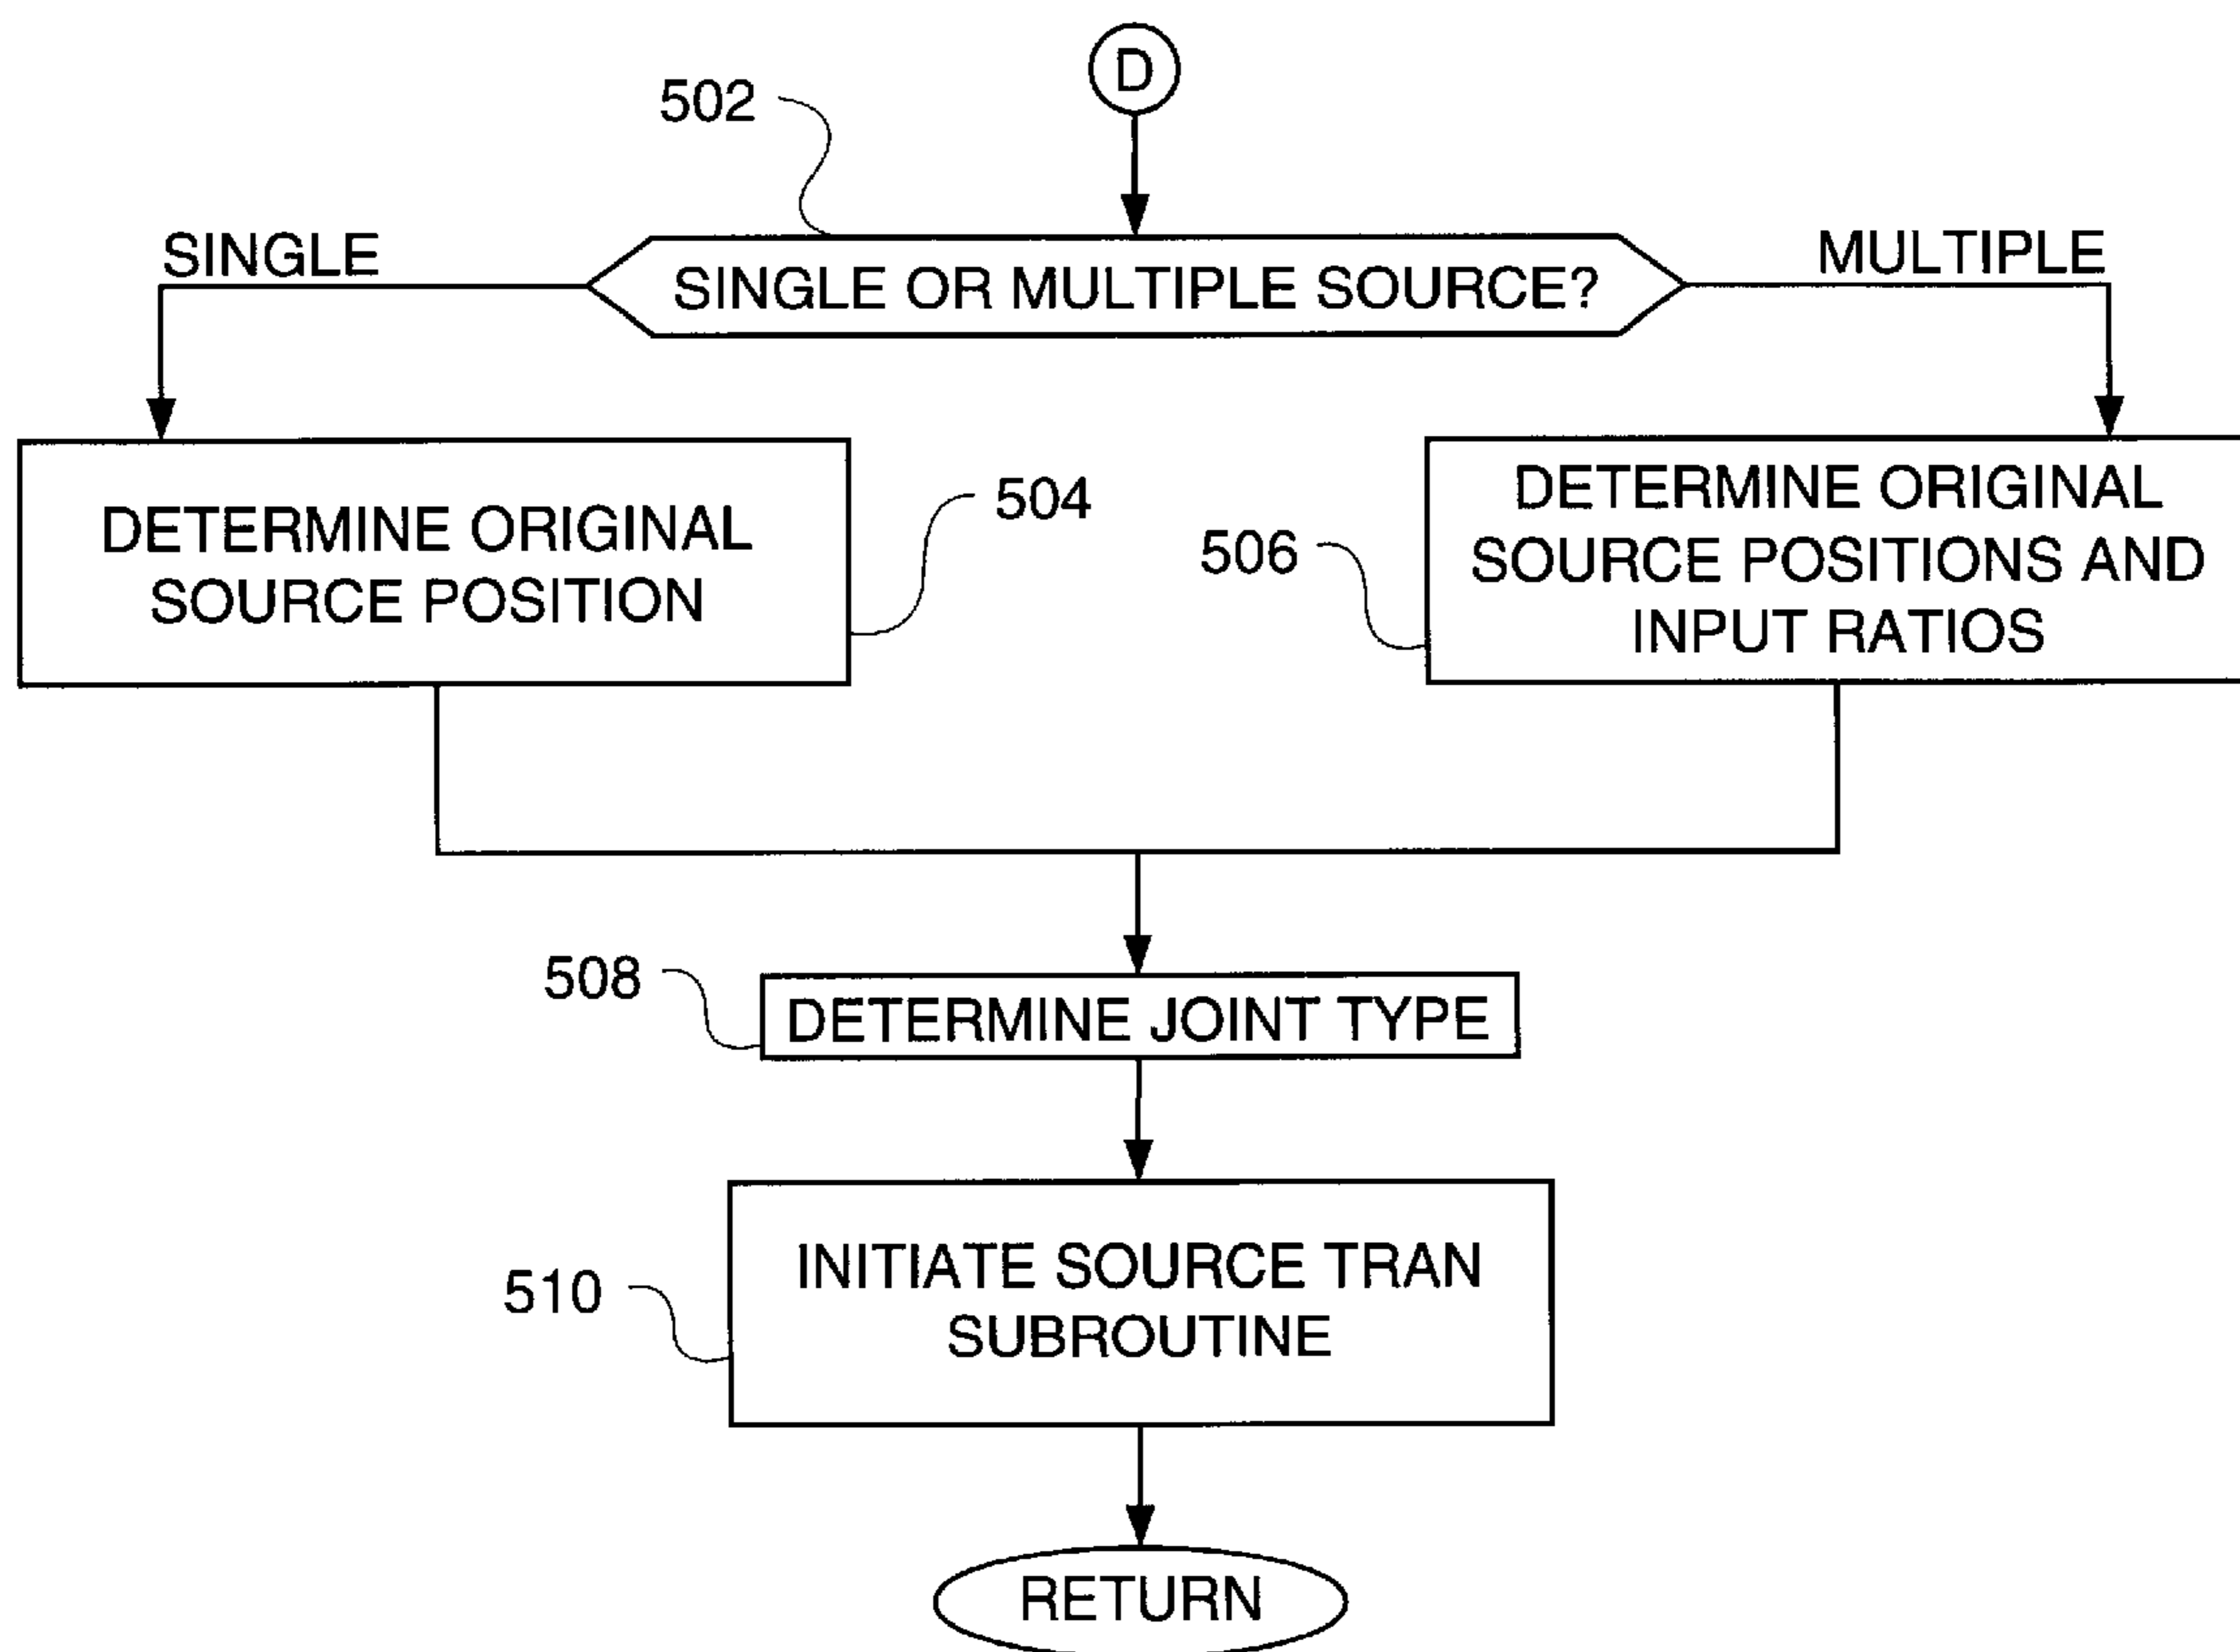 D
502
SINGLE
SINGLE OR MULTIPLE SOURCE?
MULTIPLE
DETERMINE ORIGINAL
SOURCE POSITION
504
506
DETERMINE ORIGINAL
SOURCE POSITIONS AND
INPUT RATIOS
508
DETERMINE JOINT TYPE
510
INITIATE SOURCE TRAN
SUBROUTINE
RETURN